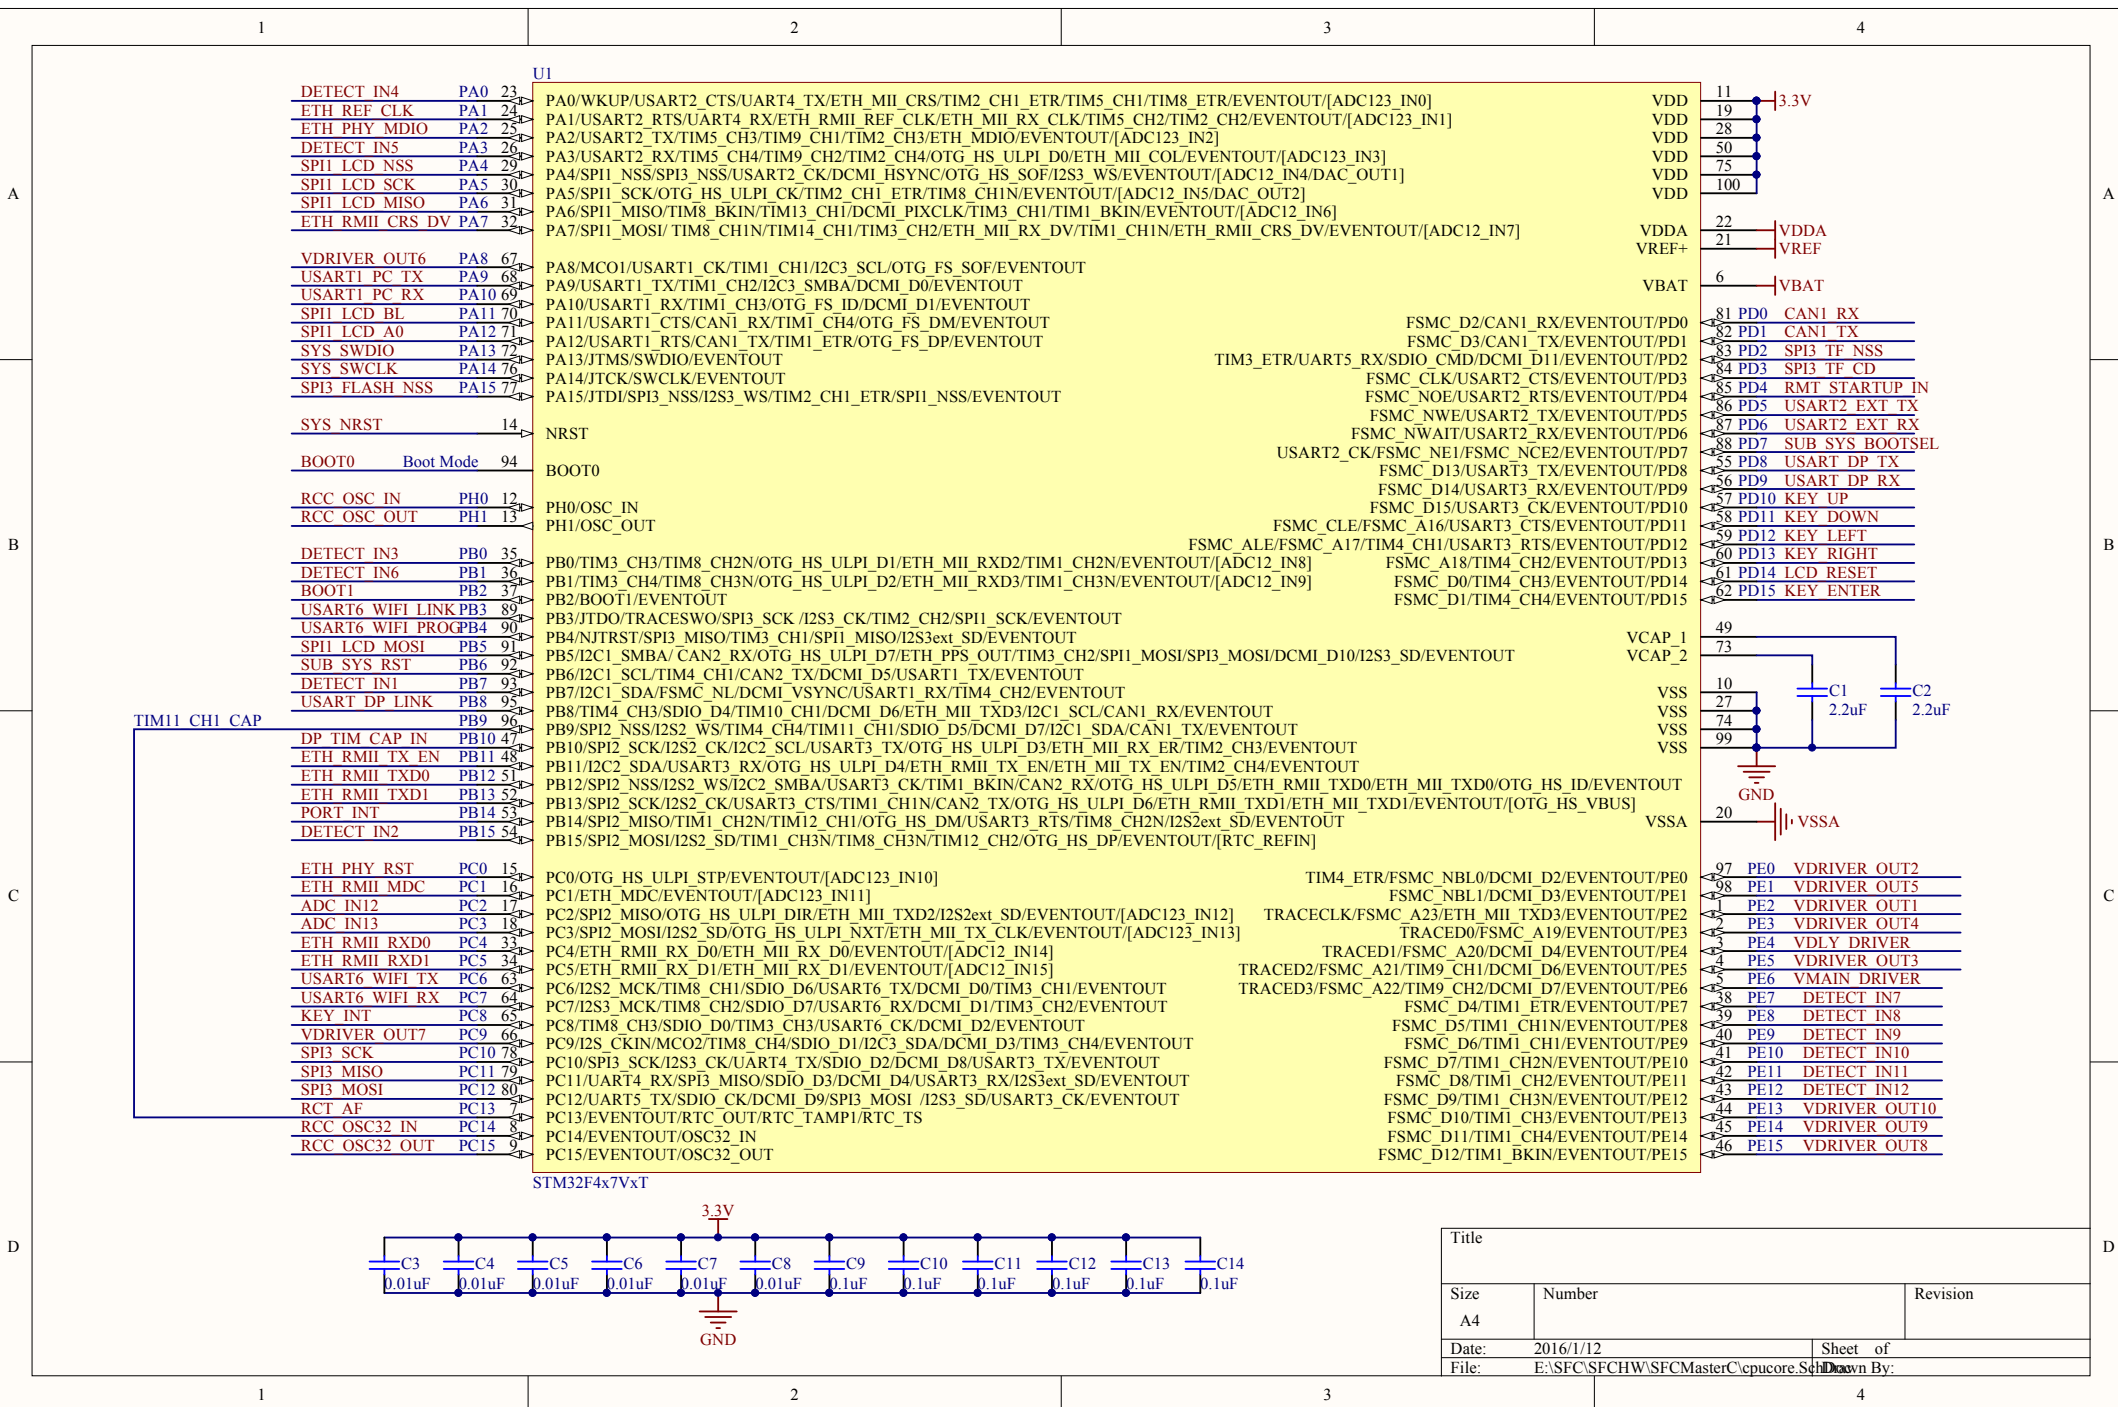 1 2 3 4
U1
DETECT_IN4 PA0 23 PA0/WKUP/USART2_CTS/UART4_TX/ETH_MII_CRS/TIM2_CH1_ETR/TIM5_CH1/TIM8_ETR/EVENTOUT/[ADC123_IN0] VDD 11 3.3V
ETH_REF_CLK PA1 24 PA1/USART2_RTS/UART4_RX/ETH_RMII_REF_CLK/ETH_MII_RX_CLK/TIM5_CH2/TIM2_CH2/EVENTOUT/[ADC123_IN1] VDD 19
ETH_PHY_MDIO PA2 25 PA2/USART2_TX/TIM5_CH3/TIM9_CH1/TIM2_CH3/ETH_MDIO/EVENTOUT/[ADC123_IN2] VDD 28
DETECT_IN5 PA3 26 PA3/USART2_RX/TIM5_CH4/TIM9_CH2/TIM2_CH4/OTG_HS_ULPI_D0/ETH_MII_COL/EVENTOUT/[ADC123_IN3] VDD 50
SPI1_LCD_NSS PA4 29 PA4/SPI1_NSS/SPI3_NSS/USART2_CK/DCMI_HSYNC/OTG_HS_SOF/I2S3_WS/EVENTOUT/[ADC12_IN4/DAC_OUT1] VDD 75
SPI1_LCD_SCK PA5 30 PA5/SPI1_SCK/OTG_HS_ULPI_CK/TIM2_CH1_ETR/TIM8_CH1N/EVENTOUT/[ADC12_IN5/DAC_OUT2] VDD 100
A A
SPI1_LCD_MISO PA6 31 PA6/SPI1_MISO/TIM8_BKIN/TIM13_CH1/DCMI_PIXCLK/TIM3_CH1/TIM1_BKIN/EVENTOUT/[ADC12_IN6]
ETH_RMII_CRS_DV PA7 32 PA7/SPI1_MOSI/ TIM8_CH1N/TIM14_CH1/TIM3_CH2/ETH_MII_RX_DV/TIM1_CH1N/ETH_RMII_CRS_DV/EVENTOUT/[ADC12_IN7] VDDA 22 VDDA
VREF+ 21 VREF
VDRIVER_OUT6 PA8 67 PA8/MCO1/USART1_CK/TIM1_CH1/I2C3_SCL/OTG_FS_SOF/EVENTOUT
USART1_PC_TX PA9 68 PA9/USART1_TX/TIM1_CH2/I2C3_SMBA/DCMI_D0/EVENTOUT VBAT 6 VBAT
USART1_PC_RX PA10 69 PA10/USART1_RX/TIM1_CH3/OTG_FS_ID/DCMI_D1/EVENTOUT
SPI1_LCD_BL PA11 70 PA11/USART1_CTS/CAN1_RX/TIM1_CH4/OTG_FS_DM/EVENTOUT FSMC_D2/CAN1_RX/EVENTOUT/PD0 81 PD0 CAN1_RX
SPI1_LCD_A0 PA12 71 PA12/USART1_RTS/CAN1_TX/TIM1_ETR/OTG_FS_DP/EVENTOUT FSMC_D3/CAN1_TX/EVENTOUT/PD1 82 PD1 CAN1_TX
SYS_SWDIO PA13 72 PA13/JTMS/SWDIO/EVENTOUT TIM3_ETR/UART5_RX/SDIO_CMD/DCMI_D11/EVENTOUT/PD2 83 PD2 SPI3_TF_NSS
SYS_SWCLK PA14 76 PA14/JTCK/SWCLK/EVENTOUT FSMC_CLK/USART2_CTS/EVENTOUT/PD3 84 PD3 SPI3_TF_CD
SPI3_FLASH_NSS PA15 77 PA15/JTDI/SPI3_NSS/I2S3_WS/TIM2_CH1_ETR/SPI1_NSS/EVENTOUT FSMC_NOE/USART2_RTS/EVENTOUT/PD4 85 PD4 RMT_STARTUP_IN
FSMC_NWE/USART2_TX/EVENTOUT/PD5 86 PD5 USART2_EXT_TX
SYS_NRST 14 NRST FSMC_NWAIT/USART2_RX/EVENTOUT/PD6 87 PD6 USART2_EXT_RX
USART2_CK/FSMC_NE1/FSMC_NCE2/EVENTOUT/PD7 88 PD7 SUB_SYS_BOOTSEL
BOOT0 Boot Mode 94 BOOT0 FSMC_D13/USART3_TX/EVENTOUT/PD8 55 PD8 USART_DP_TX
FSMC_D14/USART3_RX/EVENTOUT/PD9 56 PD9 USART_DP_RX
RCC_OSC_IN PH0 12 PH0/OSC_IN FSMC_D15/USART3_CK/EVENTOUT/PD10 57 PD10 KEY_UP
RCC_OSC_OUT PH1 13 PH1/OSC_OUT FSMC_CLE/FSMC_A16/USART3_CTS/EVENTOUT/PD11 58 PD11 KEY_DOWN
B B
FSMC_ALE/FSMC_A17/TIM4_CH1/USART3_RTS/EVENTOUT/PD12 59 PD12 KEY_LEFT
DETECT_IN3 PB0 35 PB0/TIM3_CH3/TIM8_CH2N/OTG_HS_ULPI_D1/ETH_MII_RXD2/TIM1_CH2N/EVENTOUT/[ADC12_IN8] FSMC_A18/TIM4_CH2/EVENTOUT/PD13 60 PD13 KEY_RIGHT
DETECT_IN6 PB1 36 PB1/TIM3_CH4/TIM8_CH3N/OTG_HS_ULPI_D2/ETH_MII_RXD3/TIM1_CH3N/EVENTOUT/[ADC12_IN9] FSMC_D0/TIM4_CH3/EVENTOUT/PD14 61 PD14 LCD_RESET
BOOT1 PB2 37 PB2/BOOT1/EVENTOUT FSMC_D1/TIM4_CH4/EVENTOUT/PD15 62 PD15 KEY_ENTER
USART6_WIFI_LINK PB3 89 PB3/JTDO/TRACESWO/SPI3_SCK /I2S3_CK/TIM2_CH2/SPI1_SCK/EVENTOUT
USART6_WIFI_PROG PB4 90 PB4/NJTRST/SPI3_MISO/TIM3_CH1/SPI1_MISO/I2S3ext_SD/EVENTOUT VCAP_1 49
SPI1_LCD_MOSI PB5 91 PB5/I2C1_SMBA/ CAN2_RX/OTG_HS_ULPI_D7/ETH_PPS_OUT/TIM3_CH2/SPI1_MOSI/SPI3_MOSI/DCMI_D10/I2S3_SD/EVENTOUT VCAP_2 73
SUB_SYS_RST PB6 92 PB6/I2C1_SCL/TIM4_CH1/CAN2_TX/DCMI_D5/USART1_TX/EVENTOUT
DETECT_IN1 PB7 93 PB7/I2C1_SDA/FSMC_NL/DCMI_VSYNC/USART1_RX/TIM4_CH2/EVENTOUT VSS 10 C1 C2
USART_DP_LINK PB8 95 PB8/TIM4_CH3/SDIO_D4/TIM10_CH1/DCMI_D6/ETH_MII_TXD3/I2C1_SCL/CAN1_RX/EVENTOUT VSS 27 2.2uF 2.2uF
TIM11_CH1_CAP PB9 96 PB9/SPI2_NSS/I2S2_WS/TIM4_CH4/TIM11_CH1/SDIO_D5/DCMI_D7/I2C1_SDA/CAN1_TX/EVENTOUT VSS 74
DP_TIM_CAP_IN PB10 47 PB10/SPI2_SCK/I2S2_CK/I2C2_SCL/USART3_TX/OTG_HS_ULPI_D3/ETH_MII_RX_ER/TIM2_CH3/EVENTOUT VSS 99
ETH_RMII_TX_EN PB11 48 PB11/I2C2_SDA/USART3_RX/OTG_HS_ULPI_D4/ETH_RMII_TX_EN/ETH_MII_TX_EN/TIM2_CH4/EVENTOUT
ETH_RMII_TXD0 PB12 51 PB12/SPI2_NSS/I2S2_WS/I2C2_SMBA/USART3_CK/TIM1_BKIN/CAN2_RX/OTG_HS_ULPI_D5/ETH_RMII_TXD0/ETH_MII_TXD0/OTG_HS_ID/EVENTOUT
GND
ETH_RMII_TXD1 PB13 52 PB13/SPI2_SCK/I2S2_CK/USART3_CTS/TIM1_CH1N/CAN2_TX/OTG_HS_ULPI_D6/ETH_RMII_TXD1/ETH_MII_TXD1/EVENTOUT/[OTG_HS_VBUS]
PORT_INT PB14 53 PB14/SPI2_MISO/TIM1_CH2N/TIM12_CH1/OTG_HS_DM/USART3_RTS/TIM8_CH2N/I2S2ext_SD/EVENTOUT VSSA 20 VSSA
DETECT_IN2 PB15 54 PB15/SPI2_MOSI/I2S2_SD/TIM1_CH3N/TIM8_CH3N/TIM12_CH2/OTG_HS_DP/EVENTOUT/[RTC_REFIN]
ETH_PHY_RST PC0 15 PC0/OTG_HS_ULPI_STP/EVENTOUT/[ADC123_IN10] TIM4_ETR/FSMC_NBL0/DCMI_D2/EVENTOUT/PE0 97 PE0 VDRIVER_OUT2
ETH_RMII_MDC PC1 16 PC1/ETH_MDC/EVENTOUT/[ADC123_IN11] FSMC_NBL1/DCMI_D3/EVENTOUT/PE1 98 PE1 VDRIVER_OUT5
C C
ADC_IN12 PC2 17 PC2/SPI2_MISO/OTG_HS_ULPI_DIR/ETH_MII_TXD2/I2S2ext_SD/EVENTOUT/[ADC123_IN12] TRACECLK/FSMC_A23/ETH_MII_TXD3/EVENTOUT/PE2 1 PE2 VDRIVER_OUT1
ADC_IN13 PC3 18 PC3/SPI2_MOSI/I2S2_SD/OTG_HS_ULPI_NXT/ETH_MII_TX_CLK/EVENTOUT/[ADC123_IN13] TRACED0/FSMC_A19/EVENTOUT/PE3 2 PE3 VDRIVER_OUT4
ETH_RMII_RXD0 PC4 33 PC4/ETH_RMII_RX_D0/ETH_MII_RX_D0/EVENTOUT/[ADC12_IN14] TRACED1/FSMC_A20/DCMI_D4/EVENTOUT/PE4 3 PE4 VDLY_DRIVER
ETH_RMII_RXD1 PC5 34 PC5/ETH_RMII_RX_D1/ETH_MII_RX_D1/EVENTOUT/[ADC12_IN15] TRACED2/FSMC_A21/TIM9_CH1/DCMI_D6/EVENTOUT/PE5 4 PE5 VDRIVER_OUT3
USART6_WIFI_TX PC6 63 PC6/I2S2_MCK/TIM8_CH1/SDIO_D6/USART6_TX/DCMI_D0/TIM3_CH1/EVENTOUT TRACED3/FSMC_A22/TIM9_CH2/DCMI_D7/EVENTOUT/PE6 5 PE6 VMAIN_DRIVER
USART6_WIFI_RX PC7 64 PC7/I2S3_MCK/TIM8_CH2/SDIO_D7/USART6_RX/DCMI_D1/TIM3_CH2/EVENTOUT FSMC_D4/TIM1_ETR/EVENTOUT/PE7 38 PE7 DETECT_IN7
KEY_INT PC8 65 PC8/TIM8_CH3/SDIO_D0/TIM3_CH3/USART6_CK/DCMI_D2/EVENTOUT FSMC_D5/TIM1_CH1N/EVENTOUT/PE8 39 PE8 DETECT_IN8
VDRIVER_OUT7 PC9 66 PC9/I2S_CKIN/MCO2/TIM8_CH4/SDIO_D1/I2C3_SDA/DCMI_D3/TIM3_CH4/EVENTOUT FSMC_D6/TIM1_CH1/EVENTOUT/PE9 40 PE9 DETECT_IN9
SPI3_SCK PC10 78 PC10/SPI3_SCK/I2S3_CK/UART4_TX/SDIO_D2/DCMI_D8/USART3_TX/EVENTOUT FSMC_D7/TIM1_CH2N/EVENTOUT/PE10 41 PE10 DETECT_IN10
SPI3_MISO PC11 79 PC11/UART4_RX/SPI3_MISO/SDIO_D3/DCMI_D4/USART3_RX/I2S3ext_SD/EVENTOUT FSMC_D8/TIM1_CH2/EVENTOUT/PE11 42 PE11 DETECT_IN11
SPI3_MOSI PC12 80 PC12/UART5_TX/SDIO_CK/DCMI_D9/SPI3_MOSI /I2S3_SD/USART3_CK/EVENTOUT FSMC_D9/TIM1_CH3N/EVENTOUT/PE12 43 PE12 DETECT_IN12
RCT_AF PC13 7 PC13/EVENTOUT/RTC_OUT/RTC_TAMP1/RTC_TS FSMC_D10/TIM1_CH3/EVENTOUT/PE13 44 PE13 VDRIVER_OUT10
RCC_OSC32_IN PC14 8 PC14/EVENTOUT/OSC32_IN FSMC_D11/TIM1_CH4/EVENTOUT/PE14 45 PE14 VDRIVER_OUT9
RCC_OSC32_OUT PC15 9 PC15/EVENTOUT/OSC32_OUT FSMC_D12/TIM1_BKIN/EVENTOUT/PE15 46 PE15 VDRIVER_OUT8
STM32F4x7VxT
3.3V
D D
C3 C4 C5 C6 C7 C8 C9 C10 C11 C12 C13 C14
0.01uF 0.01uF 0.01uF 0.01uF 0.01uF 0.01uF 0.1uF 0.1uF 0.1uF 0.1uF 0.1uF 0.1uF
GND
Title
Size Number Revision
A4
Date: 2016/1/12 Sheet of
File: E:\SFC\SFCHW\SFCMasterC\cpucore.SchDoc Drawn By:
1 2 3 4